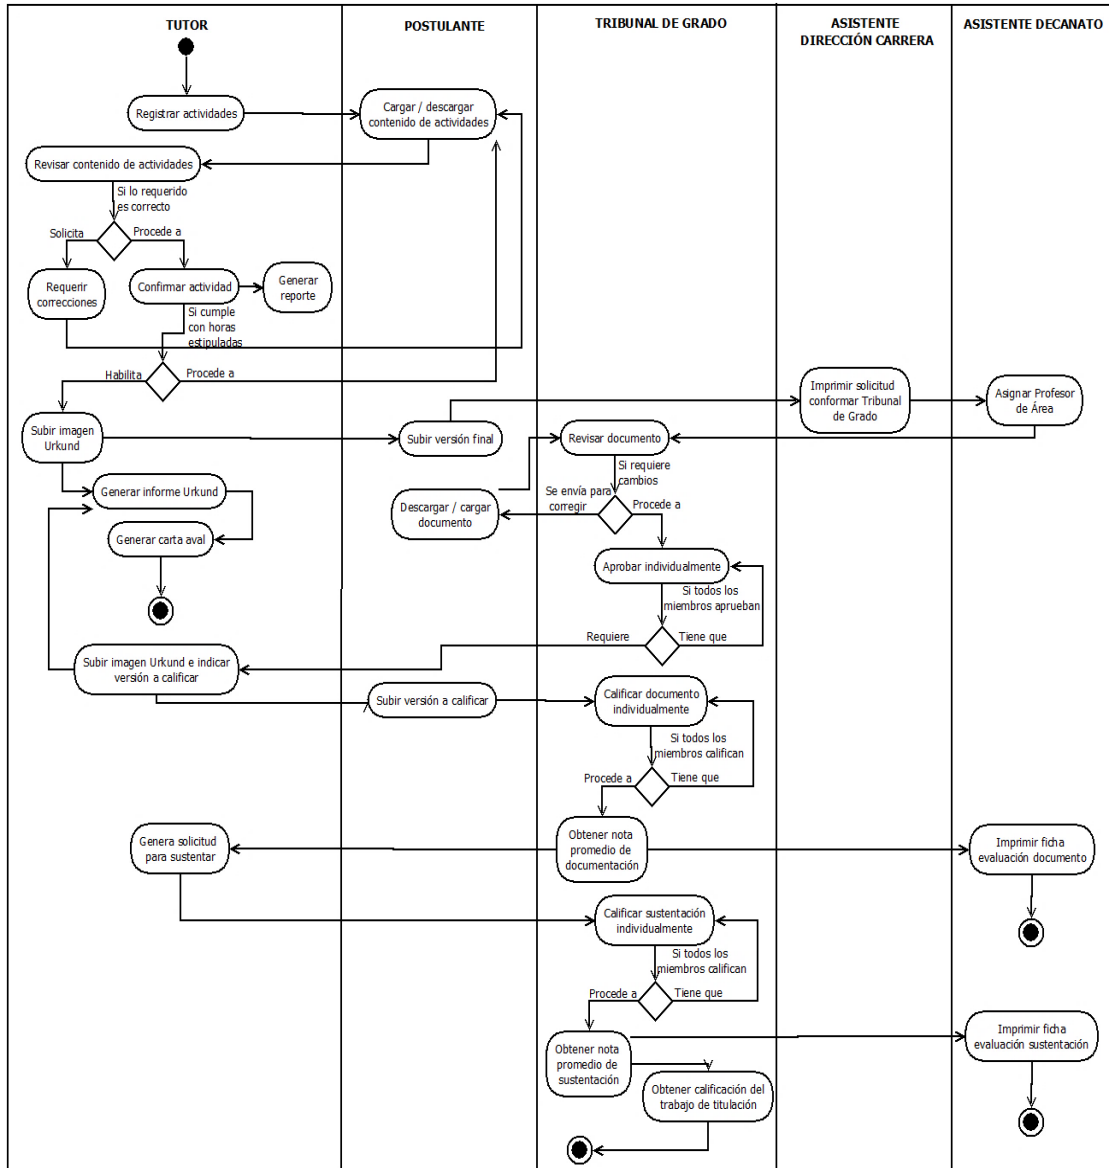 TUTOR
POSTULANTE
TRIBUNAL DE GRADO
ASISTENTE
DIRECCIÓN CARRERA
ASISTENTE DECANATO
Registrar actividades
Cargar / descargar
contenido de actividades
Revisar contenido de actividades
Si lo requerido
es correcto
Solicita
Procede a
Requerir
correcciones
Confirmar actividad
Generar
reporte
Si cumple
con horas
estipuladas
Habilita
Procede a
Imprimir solicitud
conformar Tribunal
de Grado
Asignar Profesor
de Área
Subir imagen
Urkund
Subir versión final
Revisar documento
Si requiere
cambios
Generar informe Urkund
Descargar / cargar
documento
Se envía para
corregir
Procede a
Generar carta aval
Aprobar individualmente
Si todos los
miembros aprueban
Requiere
Tiene que
Subir imagen Urkund e indicar
versión a calificar
Subir versión a calificar
Calificar documento
individualmente
Si todos los
miembros califican
Procede a
Tiene que
Genera solicitud
para sustentar
Obtener nota
promedio de
documentación
Imprimir ficha
evaluación documento
Calificar sustentación
individualmente
Si todos los
miembros califican
Procede a
Tiene que
Obtener nota
promedio de
sustentación
Imprimir ficha
evaluación sustentación
Obtener calificación del
trabajo de titulación